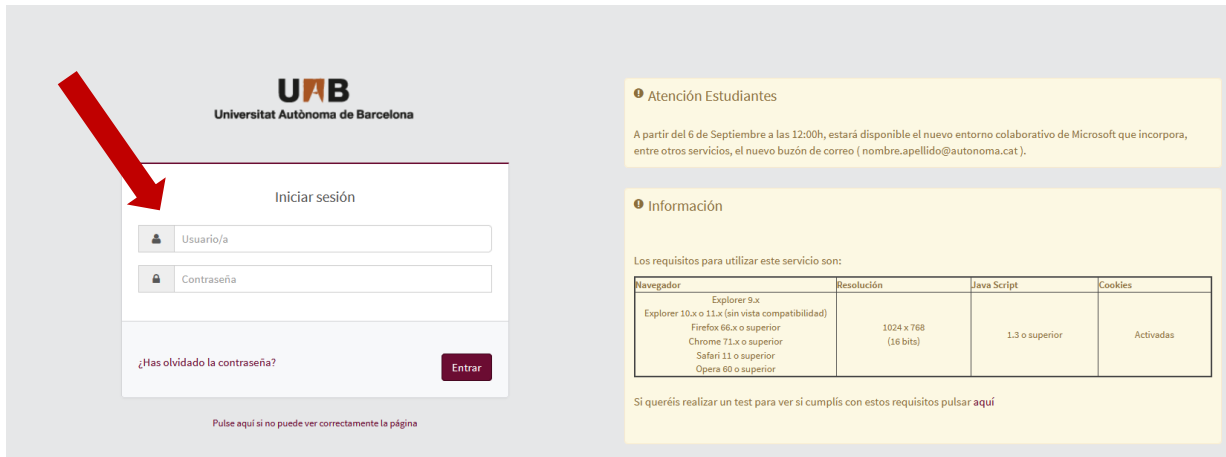 UAB
Universitat Autònoma de Barcelona
Iniciar sesión
Usuario/a
Contraseña
¿Has olvidado la contraseña?
Entrar
Pulse aquí si no puede ver correctamente la página
Atención Estudiantes
A partir del 6 de Septiembre a las 12:00h, estará disponible el nuevo entorno colaborativo de Microsoft que incorpora,
entre otros servicios, el nuevo buzón de correo ( nombre.apellido@autonoma.cat ).
Información
Los requisitos para utilizar este servicio son:
Navegador Resolución Java Script Cookies
Explorer 9.x
Explorer 10.x o 11.x (sin vista compatibilidad)
Firefox 66.x o superior
Chrome 71.x o superior
Safari 11 o superior
Opera 60 o superior
1024 x 768
(16 bits)
1.3 o superior
Activadas
Si queréis realizar un test para ver si cumplís con estos requisitos pulsar aquí